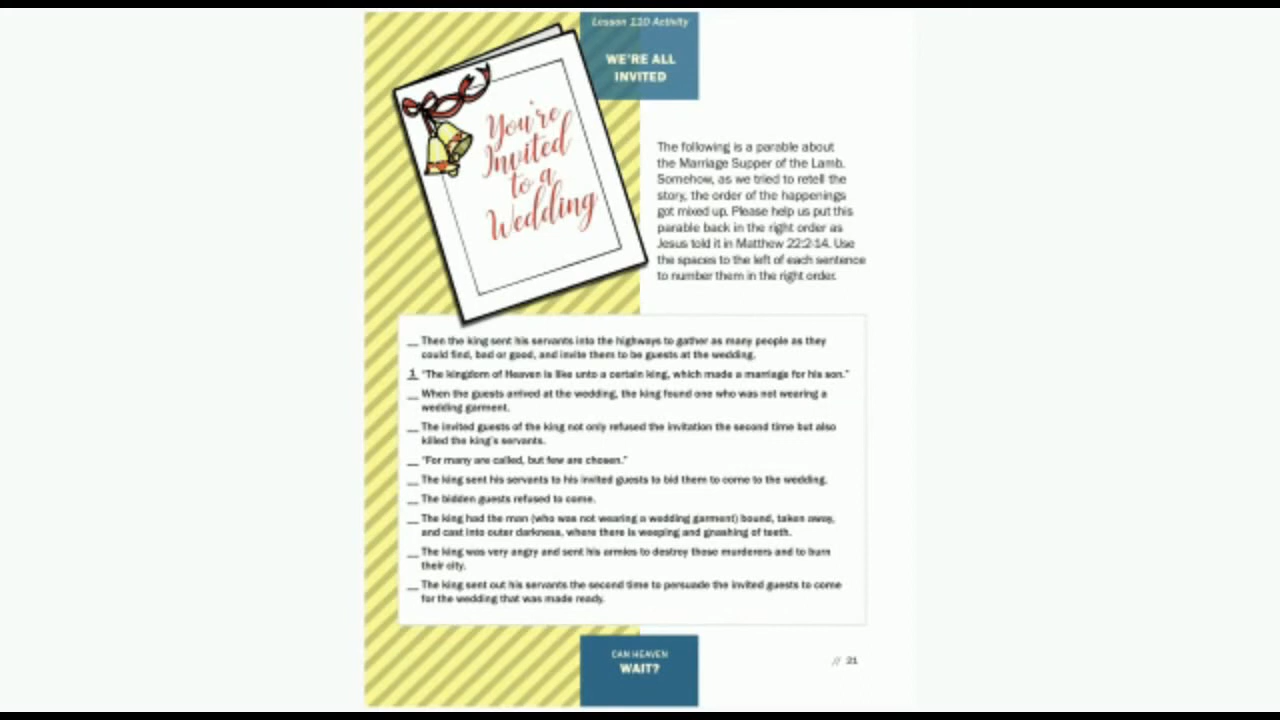 Lesson 110 Activity
WE'RE ALL
INVITED
You're
Invited
to a
Wedding
The following is a parable about
the Marriage Supper of the Lamb.
Somehow, as we tried to retell the
story, the order of the happenings
got mixed up. Please help us put this
parable back in the right order as
Jesus told it in Matthew 22:2-14. Use
the spaces to the left of each sentence
to number them in the right order.
__ Then the king sent his servants into the highways to gather as many people as they
could find, bad or good, and invite them to be guests at the wedding.
1 "The kingdom of Heaven is like unto a certain king, which made a marriage for his son."
__ When the guests arrived at the wedding, the king found one who was not wearing a
wedding garment.
__ The invited guests of the king not only refused the invitation the second time but also
killed the king's servants.
__ "For many are called, but few are chosen."
__ The king sent his servants to his invited guests to bid them to come to the wedding.
__ The bidden guests refused to come.
__ The king had the man (who was not wearing a wedding garment) bound, taken away,
and cast into outer darkness, where there is weeping and gnashing of teeth.
__ The king was very angry and sent his armies to destroy those murderers and to burn
their city.
__ The king sent out his servants the second time to persuade the invited guests to come
for the wedding that was made ready.
CAN HEAVEN
WAIT?
// 21